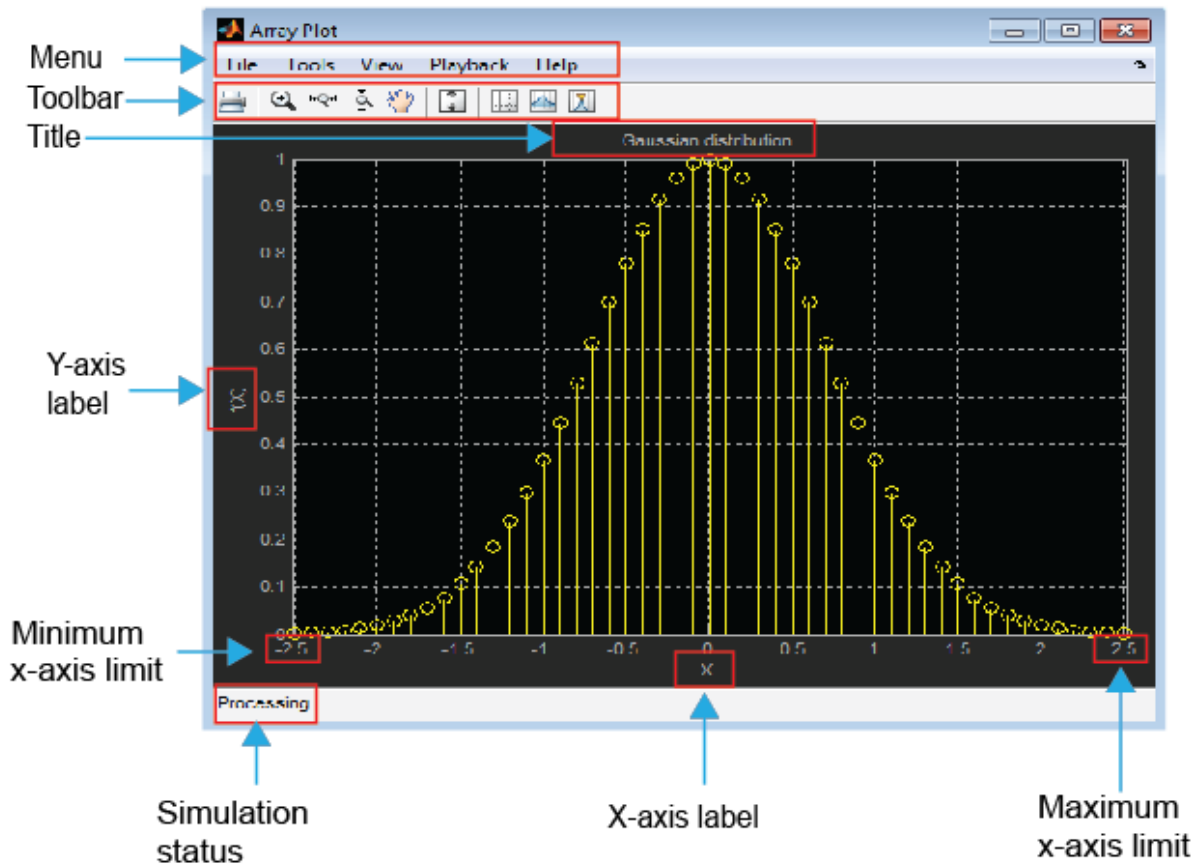 Array Plot
Menu
File Tools View Playback Help
Toolbar
Title
Gaussian distribution
1
0.9
0.8
0.7
0.6
Y-axis
label
0.5
0.4
0.3
0.2
0.1
0
Minimum
x-axis limit
-2.5 -2 -1.5 -1 -0.5 0 0.5 1 1.5 2 2.5
X
Processing
Simulation
status
X-axis label
Maximum
x-axis limit